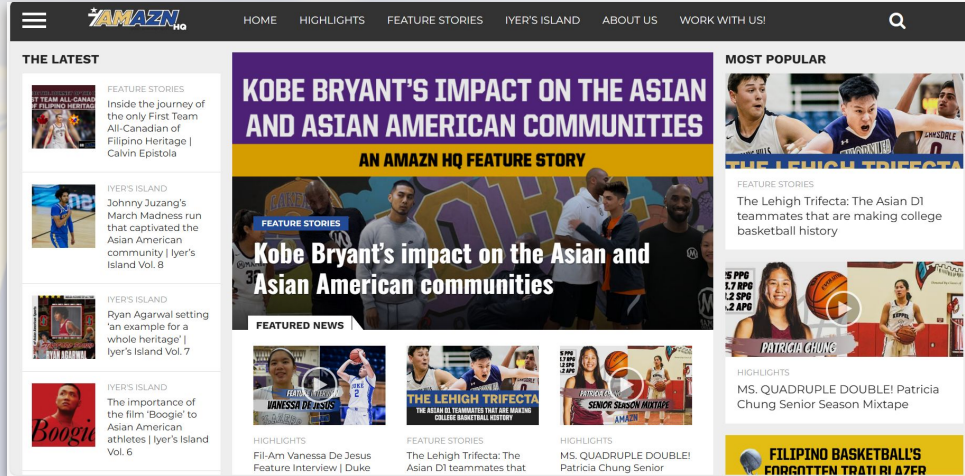 AMAZN HQ
HOME
HIGHLIGHTS
FEATURE STORIES
IYER'S ISLAND
ABOUT US
WORK WITH US!
THE LATEST
FEATURE STORIES
Inside the journey of
the only First Team
All-Canadian of
Filipino Heritage |
Calvin Epistola
IYER'S ISLAND
Johnny Juzang's
March Madness run
that captivated the
Asian American
community | Iyer's
Island Vol. 8
IYER'S ISLAND
Ryan Agarwal setting
'an example for a
whole heritage' |
Iyer's Island Vol. 7
RYAN AGARWAL
IYER'S ISLAND
The importance of
the film 'Boogie' to
Asian American
athletes | Iyer's Island
Vol. 6
Boogie
KOBE BRYANT'S IMPACT ON THE ASIAN
AND ASIAN AMERICAN COMMUNITIES
AN AMAZN HQ FEATURE STORY
FEATURE STORIES
Kobe Bryant's impact on the Asian and
Asian American communities
FEATURED NEWS
FEATURE INTERVIEW
VANESSA DE JESUS
HIGHLIGHTS
Fil-Am Vanessa De Jesus
Feature Interview | Duke
THE LEHIGH TRIFECTA
THE ASIAN D1 TEAMMATES THAT ARE MAKING
COLLEGE BASKETBALL HISTORY
FEATURE STORIES
The Lehigh Trifecta: The
Asian D1 teammates that
PATRICIA CHUNG
SENIOR SEASON MIXTAPE
AMAZN
HIGHLIGHTS
MS. QUADRUPLE DOUBLE!
Patricia Chung Senior
MOST POPULAR
THE LEHIGH TRIFECTA
FEATURE STORIES
The Lehigh Trifecta: The Asian D1
teammates that are making college
basketball history
PATRICIA CHUNG
KEPPEL
HIGHLIGHTS
MS. QUADRUPLE DOUBLE! Patricia
Chung Senior Season Mixtape
FILIPINO BASKETBALL'S
FORGOTTEN TRAILBLAZER